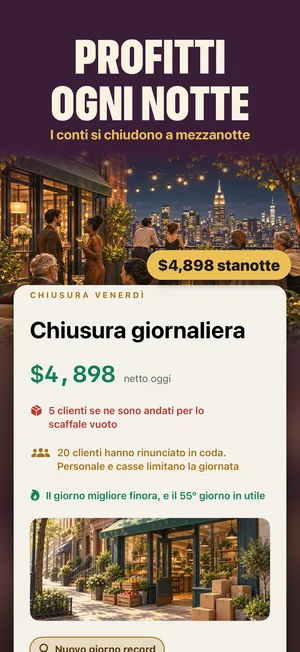 PROFITTI
OGNI NOTTE
I conti si chiudono a mezzanotte
$4,898 stanotte
CHIUSURA VENERDÌ
Chiusura giornaliera
$4,898 netto oggi
5 clienti se ne sono andati per lo
scaffale vuoto
20 clienti hanno rinunciato in coda.
Personale e casse limitano la giornata
Il giorno migliore finora, e il 55º giorno in utile
Nuovo giorno record